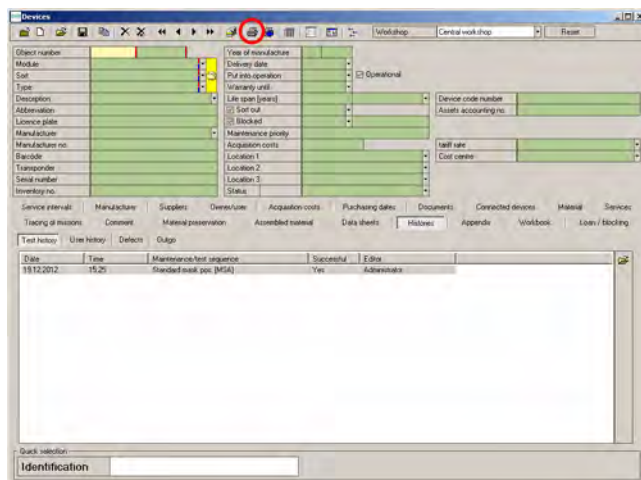 Devices
Workshop Central workshop Reset
Object number Year of manufacture
Module Delivery date
Sort Put into operation Operational
Type Warranty until
Description Life span [years] Device code number
Abbreviation Sort out Assets accounting no.
Licence plate Blocked
Manufacturer Maintenance priority
Manufacturer no. Acquisition costs tariff rate
Barcode Location 1 Cost centre
Transponder Location 2
Serial number Location 3
Inventory no. Status
Service intervals Manufacturer Suppliers Owner/user Acquisition costs Purchasing dates Documents Connected devices Material Services
Tracing of missions Comment Material preservation Assembled material Data sheets Histories Appendix Workbook Loan / blocking
Test history User history Defects Outgo
Date Time Maintenance/test sequence Successful Editor
19.12.2012 15:25 Standard mask pos. [MSA] Yes Administrator
Quick selection
Identification